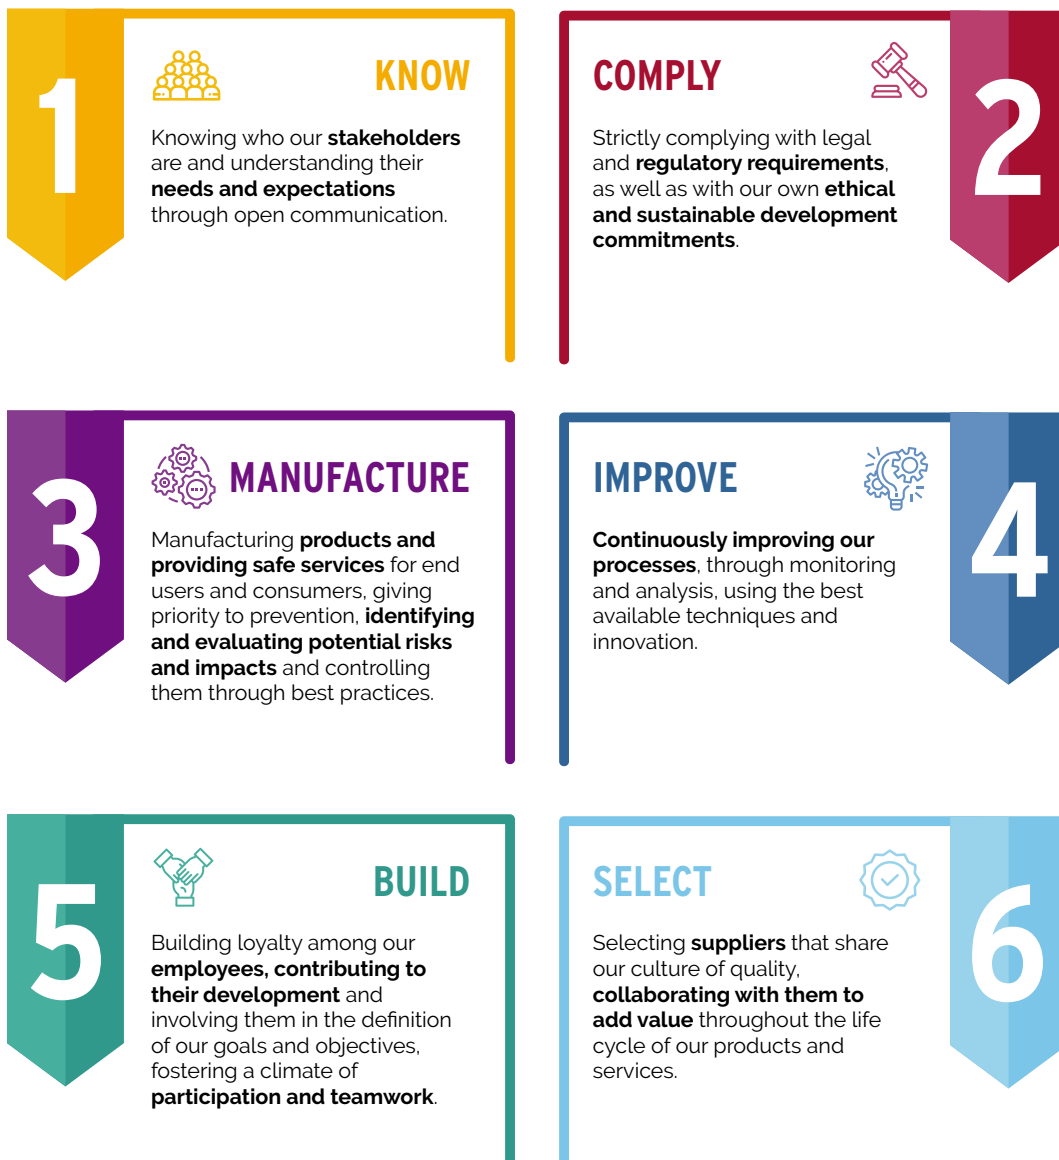 1
KNOW
Knowing who our stakeholders
are and understanding their
needs and expectations
through open communication.
COMPLY
2
Strictly complying with legal
and regulatory requirements,
as well as with our own ethical
and sustainable development
commitments.
3
MANUFACTURE
Manufacturing products and
providing safe services for end
users and consumers, giving
priority to prevention, identifying
and evaluating potential risks
and impacts and controlling
them through best practices.
IMPROVE
4
Continuously improving our
processes, through monitoring
and analysis, using the best
available techniques and
innovation.
5
BUILD
Building loyalty among our
employees, contributing to
their development and
involving them in the definition
of our goals and objectives,
fostering a climate of
participation and teamwork.
SELECT
6
Selecting suppliers that share
our culture of quality,
collaborating with them to
add value throughout the life
cycle of our products and
services.